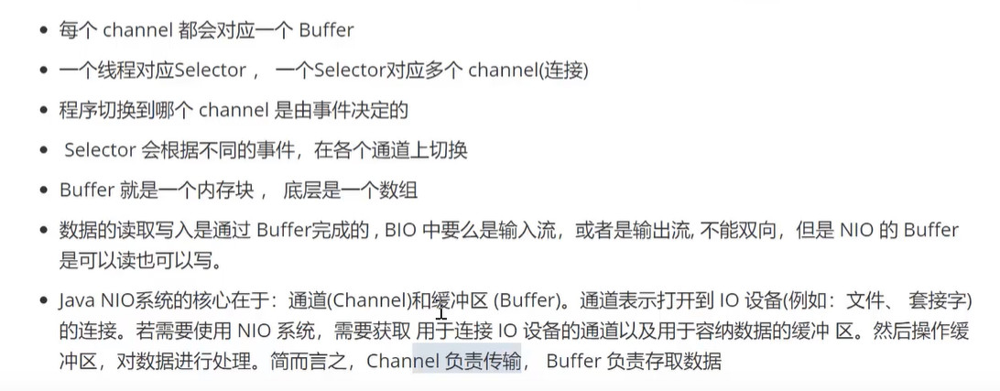 每个 channel 都会对应一个 Buffer
一个线程对应Selector ， 一个Selector对应多个 channel(连接)
程序切换到哪个 channel 是由事件决定的
Selector 会根据不同的事件，在各个通道上切换
Buffer 就是一个内存块 ， 底层是一个数组
数据的读取写入是通过 Buffer完成的 , BIO 中要么是输入流，或者是输出流, 不能双向，但是 NIO 的 Buffer
是可以读也可以写。
Java NIO系统的核心在于：通道(Channel)和缓冲区 (Buffer)。通道表示打开到 IO 设备(例如：文件、 套接字)
的连接。若需要使用 NIO 系统，需要获取 用于连接 IO 设备的通道以及用于容纳数据的缓冲 区。然后操作缓
冲区，对数据进行处理。简而言之，Channel 负责传输， Buffer 负责存取数据